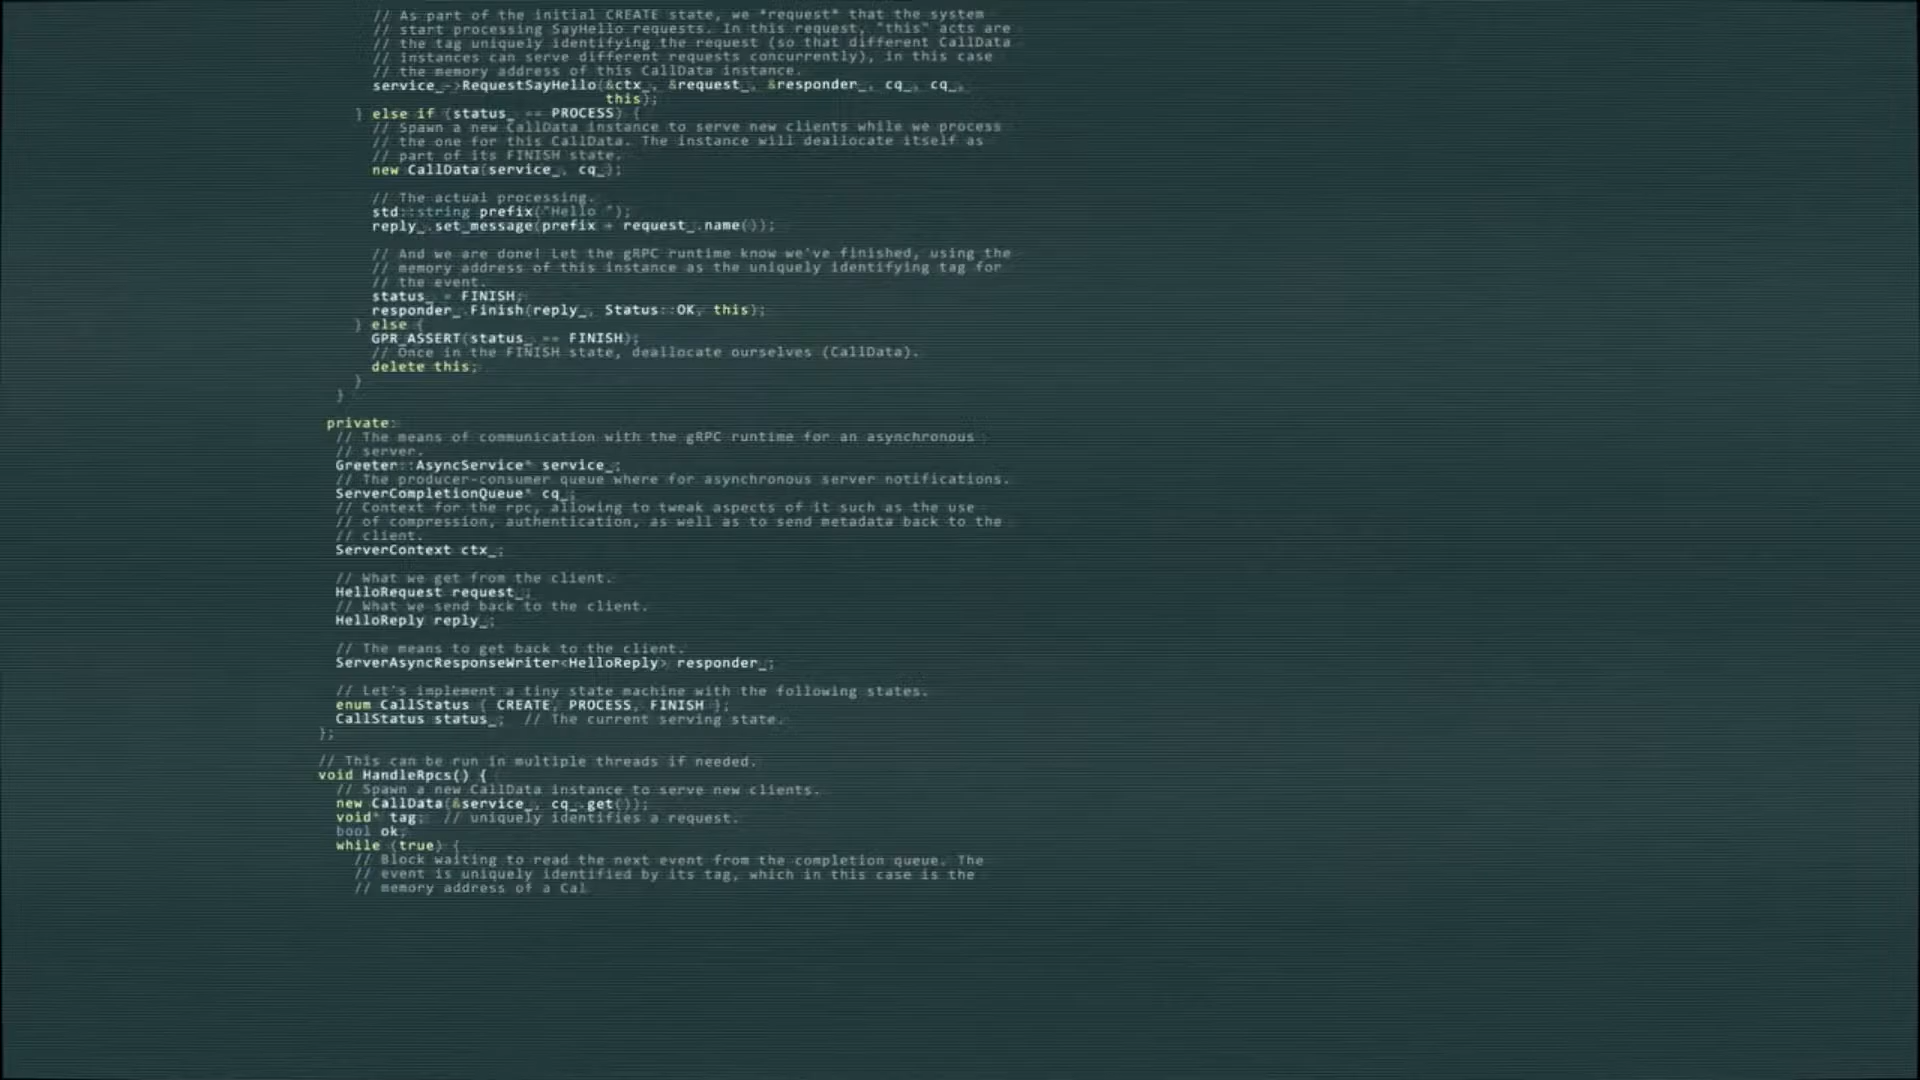 // As part of the initial CREATE state, we *request* that the system
// start processing SayHello requests. In this request, "this" acts are
// the tag uniquely identifying the request (so that different CallData
// instances can serve different requests concurrently), in this case
// the memory address of this CallData instance.
service_->RequestSayHello(&ctx_, &request_, &responder_, cq_, cq_,
this);
} else if (status_ == PROCESS) {
// Spawn a new CallData instance to serve new clients while we process
// the one for this CallData. The instance will deallocate itself as
// part of its FINISH state.
new CallData(service_, cq_);
// The actual processing.
std::string prefix("Hello ");
reply_.set_message(prefix + request_.name());
// And we are done! Let the gRPC runtime know we've finished, using the
// memory address of this instance as the uniquely identifying tag for
// the event.
status_ = FINISH;
responder_.Finish(reply_, Status::OK, this);
} else {
GPR_ASSERT(status_ == FINISH);
// Once in the FINISH state, deallocate ourselves (CallData).
delete this;
}
}
private:
// The means of communication with the gRPC runtime for an asynchronous
// server.
Greeter::AsyncService* service_;
// The producer-consumer queue where for asynchronous server notifications.
ServerCompletionQueue* cq_;
// Context for the rpc, allowing to tweak aspects of it such as the use
// of compression, authentication, as well as to send metadata back to the
// client.
ServerContext ctx_;
// What we get from the client.
HelloRequest request_;
// What we send back to the client.
HelloReply reply_;
// The means to get back to the client.
ServerAsyncResponseWriter<HelloReply> responder_;
// Let's implement a tiny state machine with the following states.
enum CallStatus { CREATE, PROCESS, FINISH };
CallStatus status_; // The current serving state.
};
// This can be run in multiple threads if needed.
void HandleRpcs() {
// Spawn a new CallData instance to serve new clients.
new CallData(&service_, cq_.get());
void* tag; // uniquely identifies a request.
bool ok;
while (true) {
// Block waiting to read the next event from the completion queue. The
// event is uniquely identified by its tag, which in this case is the
// memory address of a Cal